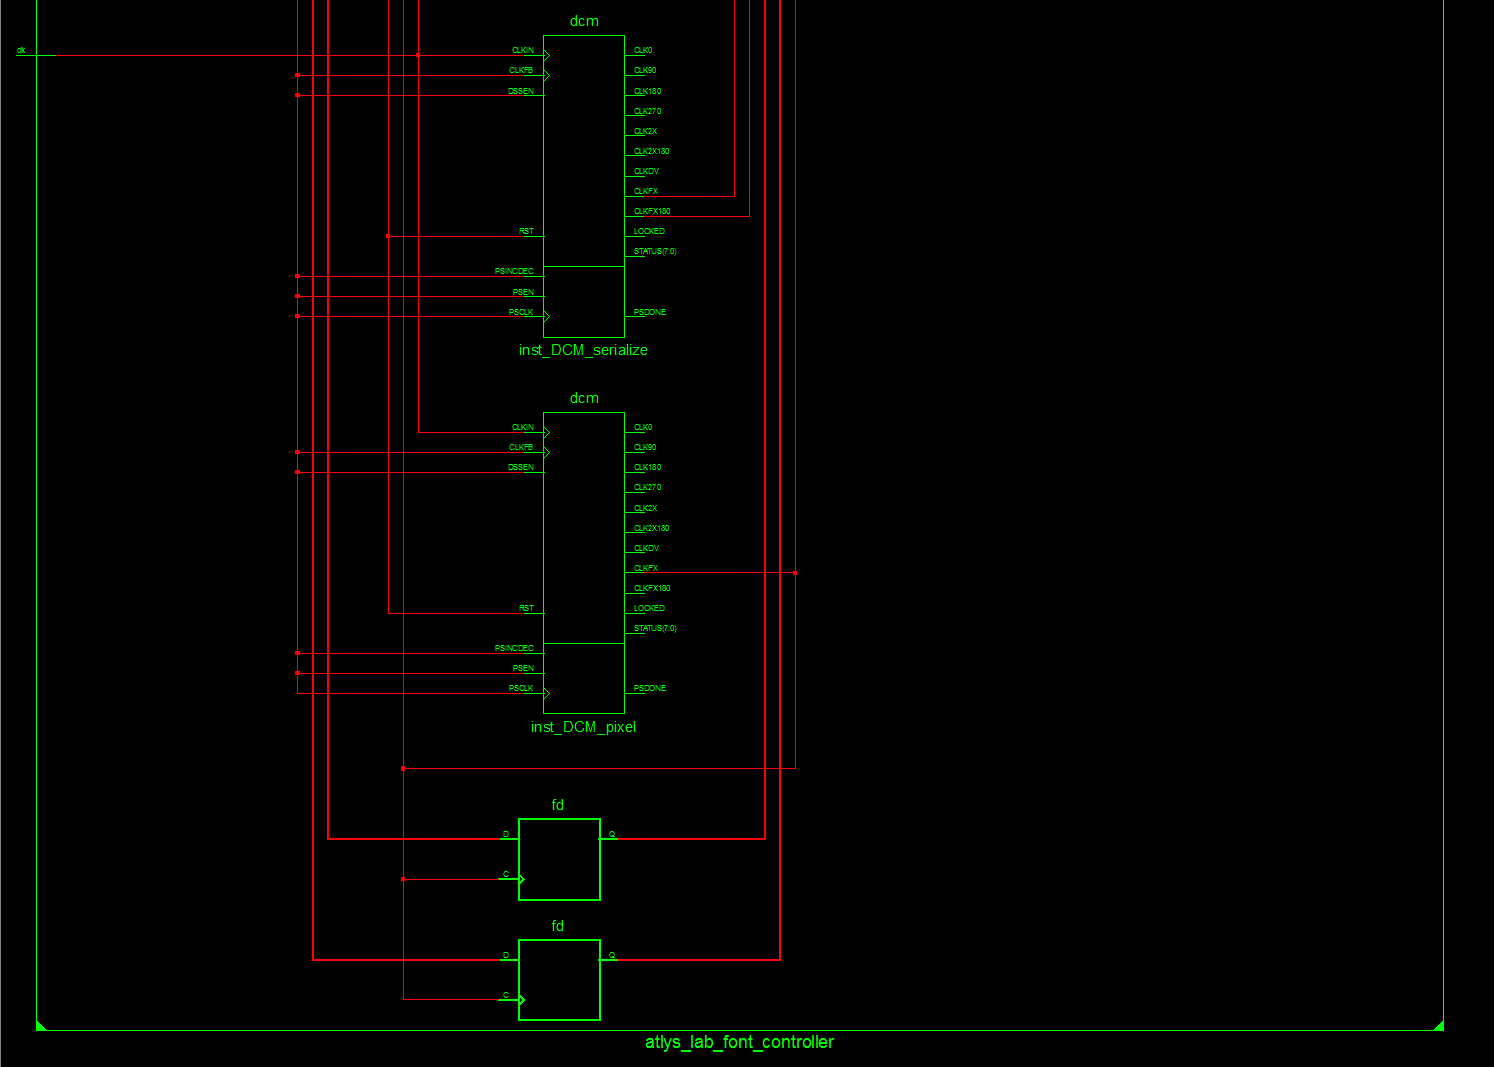 dcm
clk
CLKIN
CLKFB
DSSEN
RST
PSINCDEC
PSEN
PSCLK
CLK0
CLK90
CLK180
CLK270
CLK2X
CLK2X180
CLKDV
CLKFX
CLKFX180
LOCKED
STATUS(7:0)
PSDONE
inst_DCM_serialize
dcm
CLKIN
CLKFB
DSSEN
RST
PSINCDEC
PSEN
PSCLK
CLK0
CLK90
CLK180
CLK270
CLK2X
CLK2X180
CLKDV
CLKFX
CLKFX180
LOCKED
STATUS(7:0)
PSDONE
inst_DCM_pixel
fd
D
C
Q
fd
D
C
Q
atlys_lab_font_controller